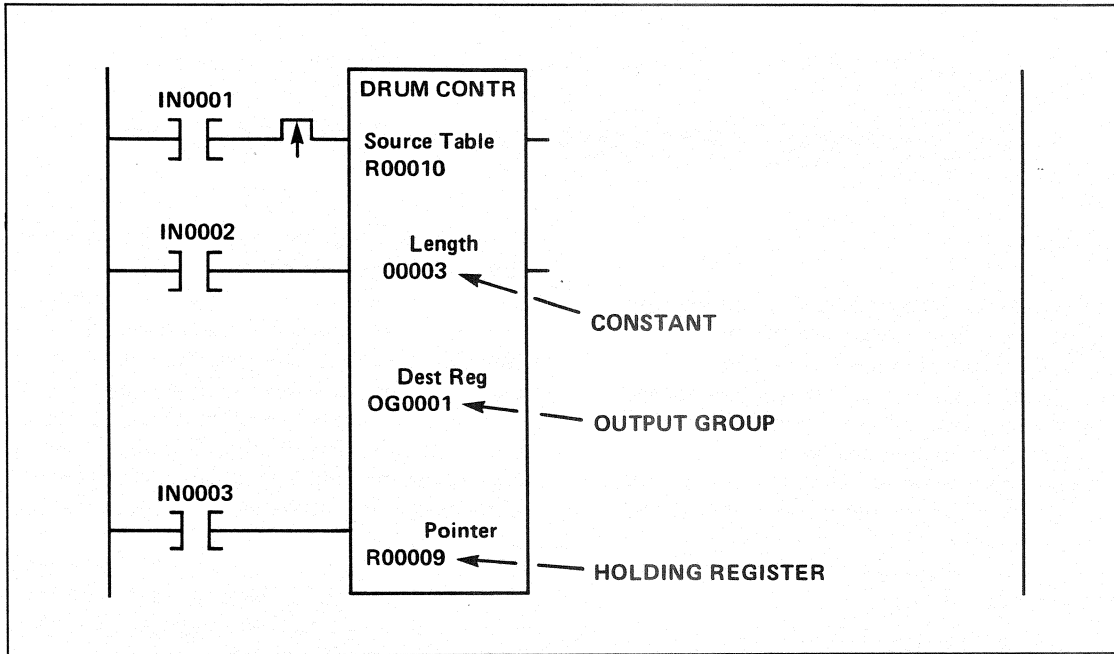 DRUM CONTR
IN0001
Source Table
R00010
IN0002
Length
00003
CONSTANT
Dest Reg
OG0001
OUTPUT GROUP
IN0003
Pointer
R00009
HOLDING REGISTER